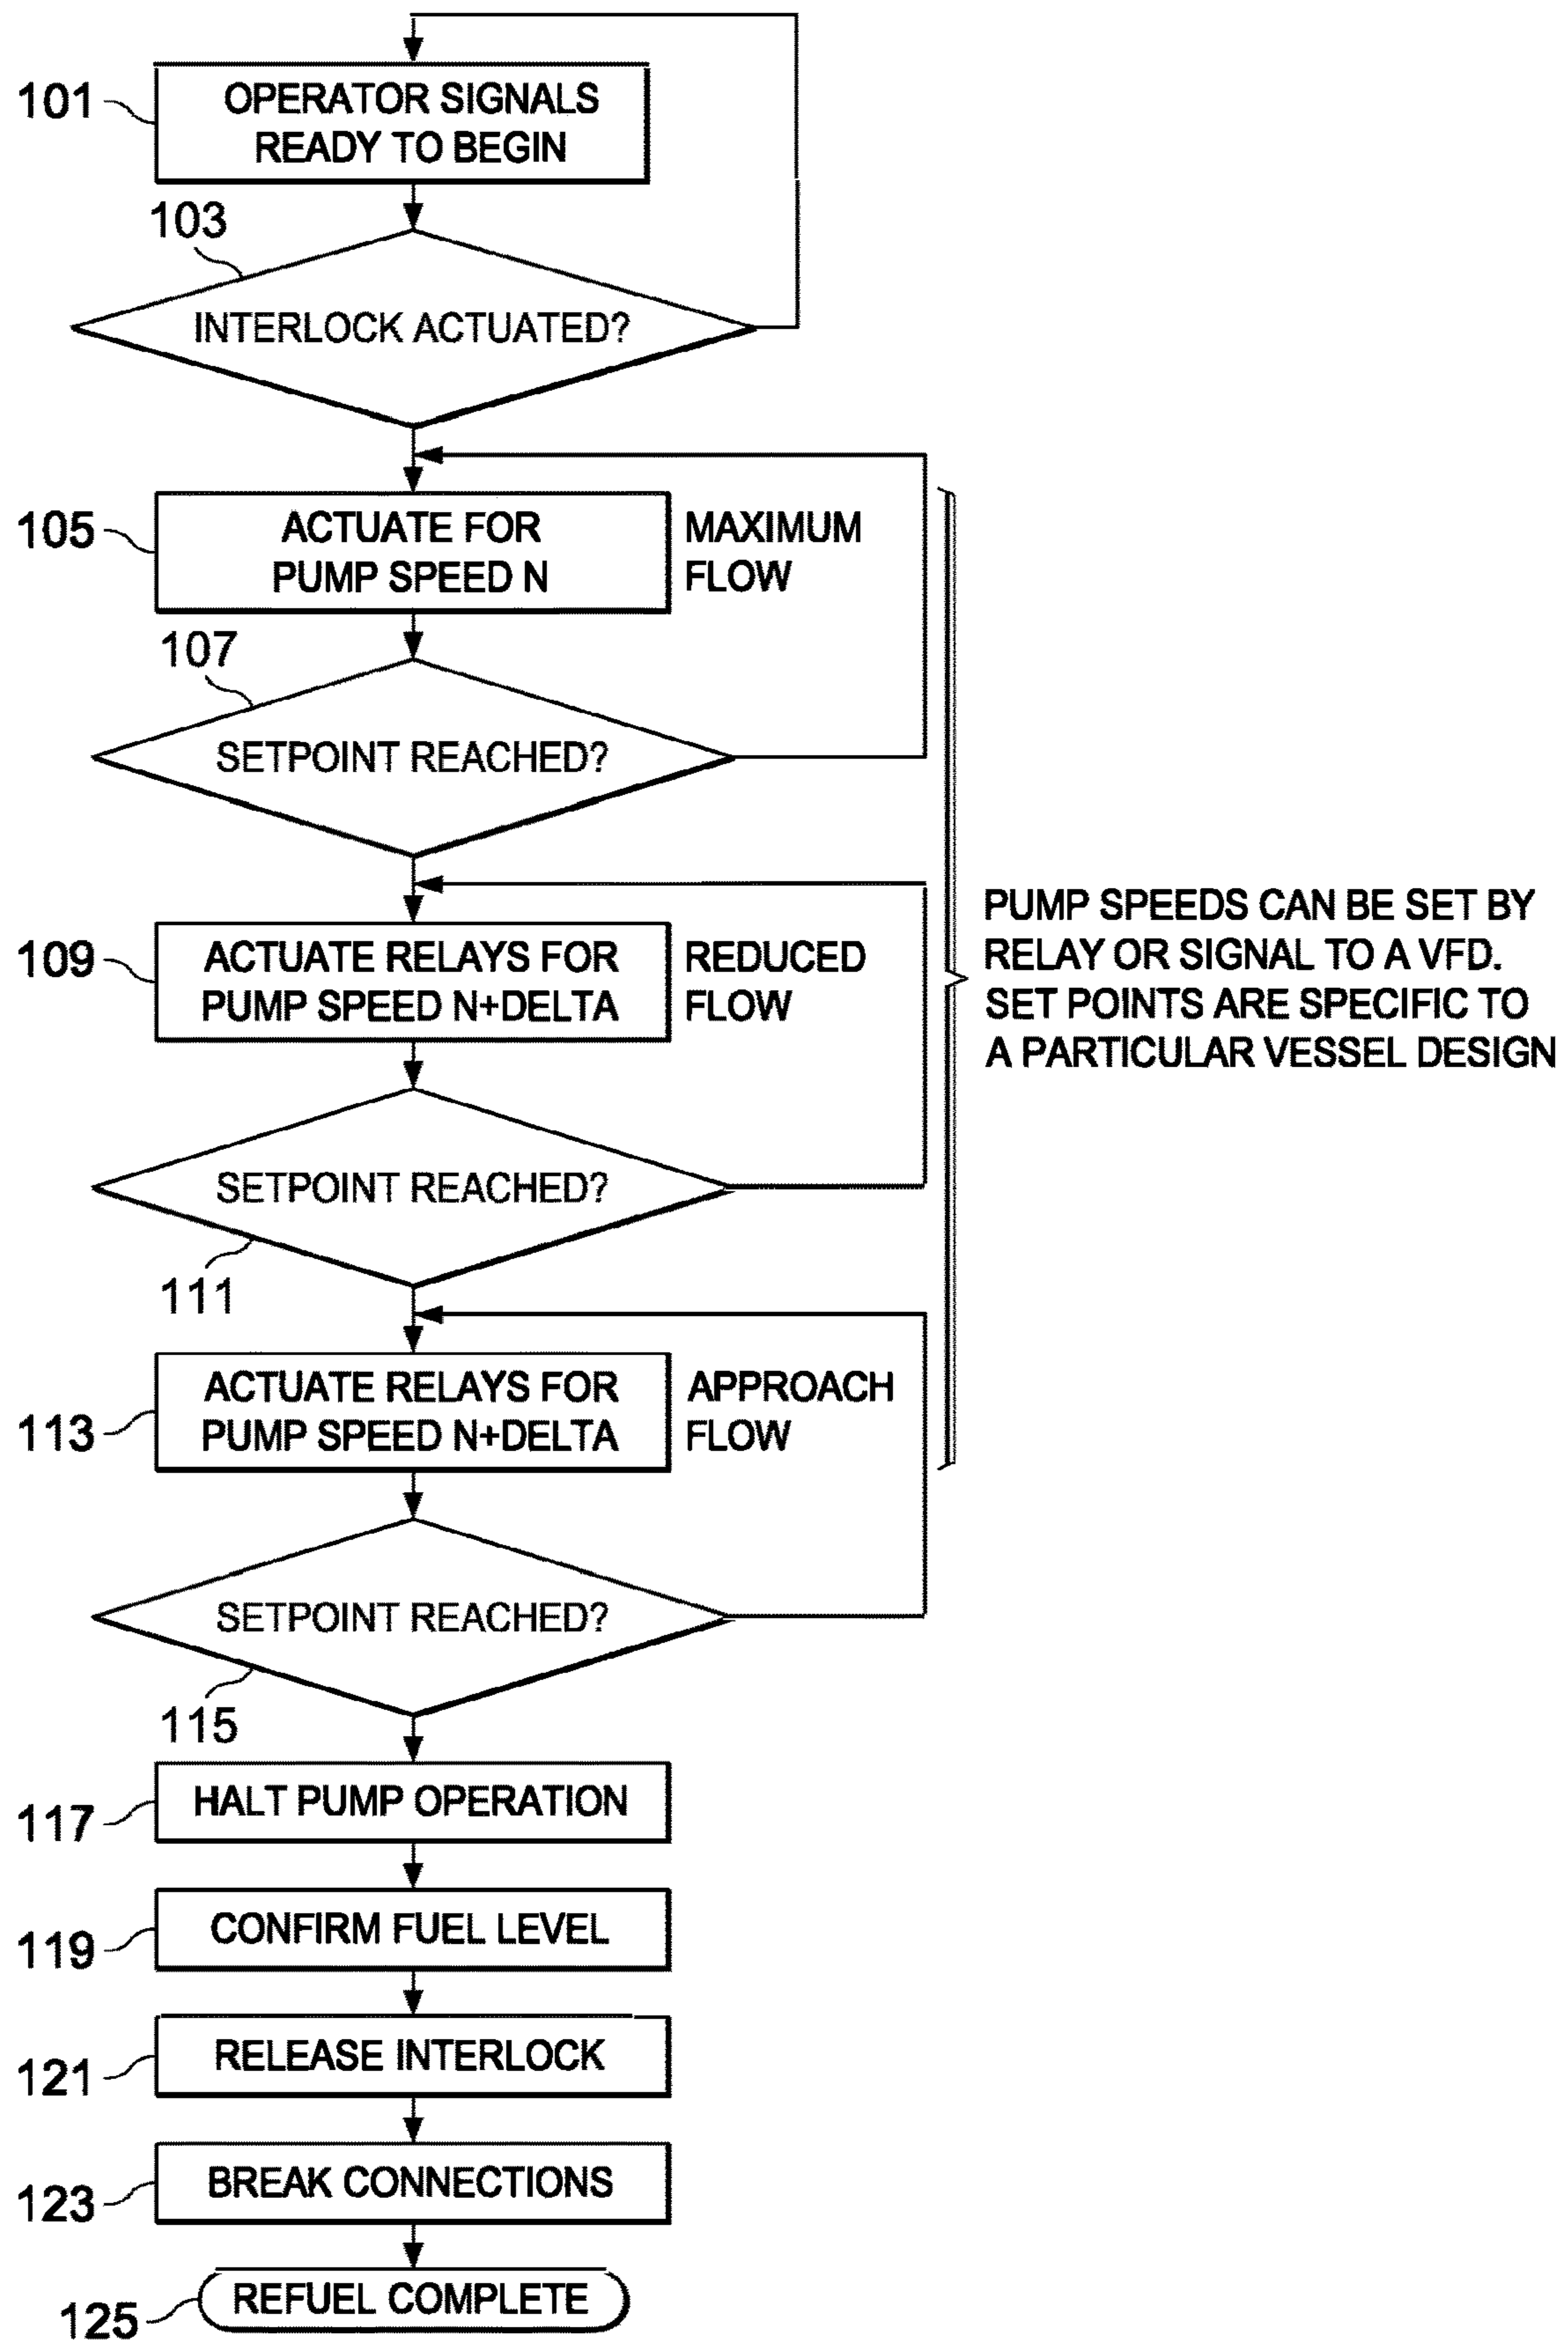 101
OPERATOR SIGNALS
READY TO BEGIN
103
INTERLOCK ACTUATED?
105
ACTUATE FOR
PUMP SPEED N
MAXIMUM
FLOW
107
SETPOINT REACHED?
109
ACTUATE RELAYS FOR
PUMP SPEED N+DELTA
REDUCED
FLOW
PUMP SPEEDS CAN BE SET BY
RELAY OR SIGNAL TO A VFD.
SET POINTS ARE SPECIFIC TO
A PARTICULAR VESSEL DESIGN
SETPOINT REACHED?
111
113
ACTUATE RELAYS FOR
PUMP SPEED N+DELTA
APPROACH
FLOW
SETPOINT REACHED?
115
117
HALT PUMP OPERATION
119
CONFIRM FUEL LEVEL
121
RELEASE INTERLOCK
123
BREAK CONNECTIONS
125
REFUEL COMPLETE